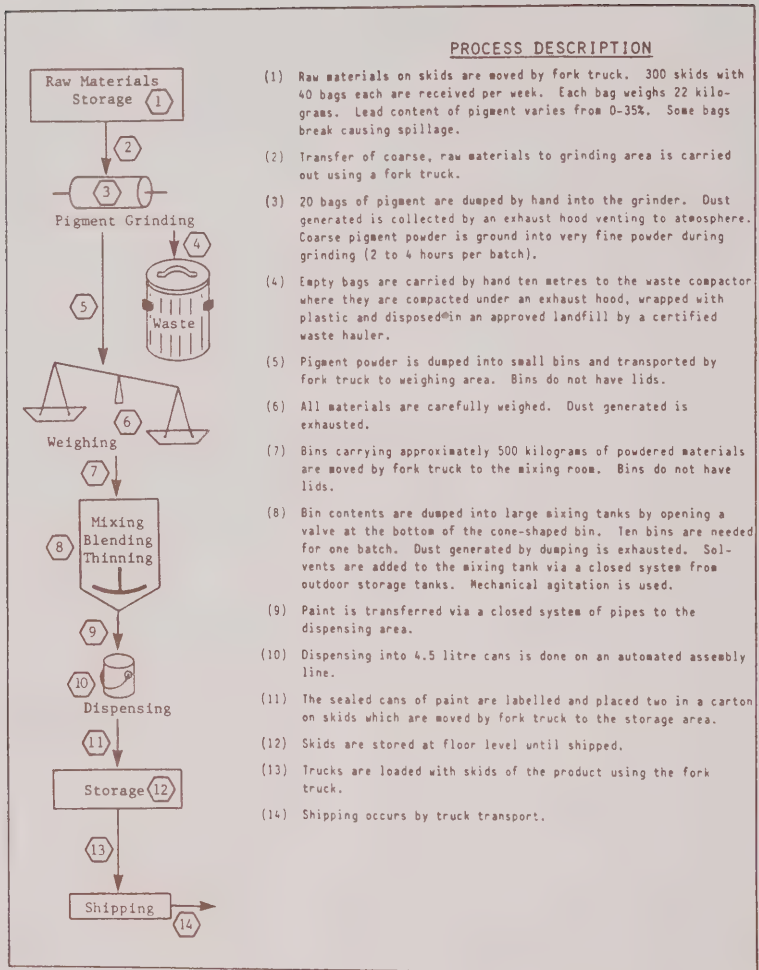 PROCESS DESCRIPTION
Raw Materials
Storage 1
2
3
Pigment Grinding
4
Waste
5
6
Weighing
7
Mixing
Blending
Thinning
8
9
10
Dispensing
11
Storage 12
13
Shipping
14
(1) Raw materials on skids are moved by fork truck. 300 skids with
40 bags each are received per week. Each bag weighs 22 kilo-
grams. Lead content of pigment varies from 0-35%. Some bags
break causing spillage.
(2) Transfer of coarse, raw materials to grinding area is carried
out using a fork truck.
(3) 20 bags of pigment are dumped by hand into the grinder. Dust
generated is collected by an exhaust hood venting to atmosphere.
Coarse pigment powder is ground into very fine powder during
grinding (2 to 4 hours per batch).
(4) Empty bags are carried by hand ten metres to the waste compactor
where they are compacted under an exhaust hood, wrapped with
plastic and disposed in an approved landfill by a certified
waste hauler.
(5) Pigment powder is dumped into small bins and transported by
fork truck to weighing area. Bins do not have lids.
(6) All materials are carefully weighed. Dust generated is
exhausted.
(7) Bins carrying approximately 500 kilograms of powdered materials
are moved by fork truck to the mixing room. Bins do not have
lids.
(8) Bin contents are dumped into large mixing tanks by opening a
valve at the bottom of the cone-shaped bin. Ten bins are needed
for one batch. Dust generated by dumping is exhausted. Sol-
vents are added to the mixing tank via a closed system from
outdoor storage tanks. Mechanical agitation is used.
(9) Paint is transferred via a closed system of pipes to the
dispensing area.
(10) Dispensing into 4.5 litre cans is done on an automated assembly
line.
(11) The sealed cans of paint are labelled and placed two in a carton
on skids which are moved by fork truck to the storage area.
(12) Skids are stored at floor level until shipped.
(13) Trucks are loaded with skids of the product using the fork
truck.
(14) Shipping occurs by truck transport.